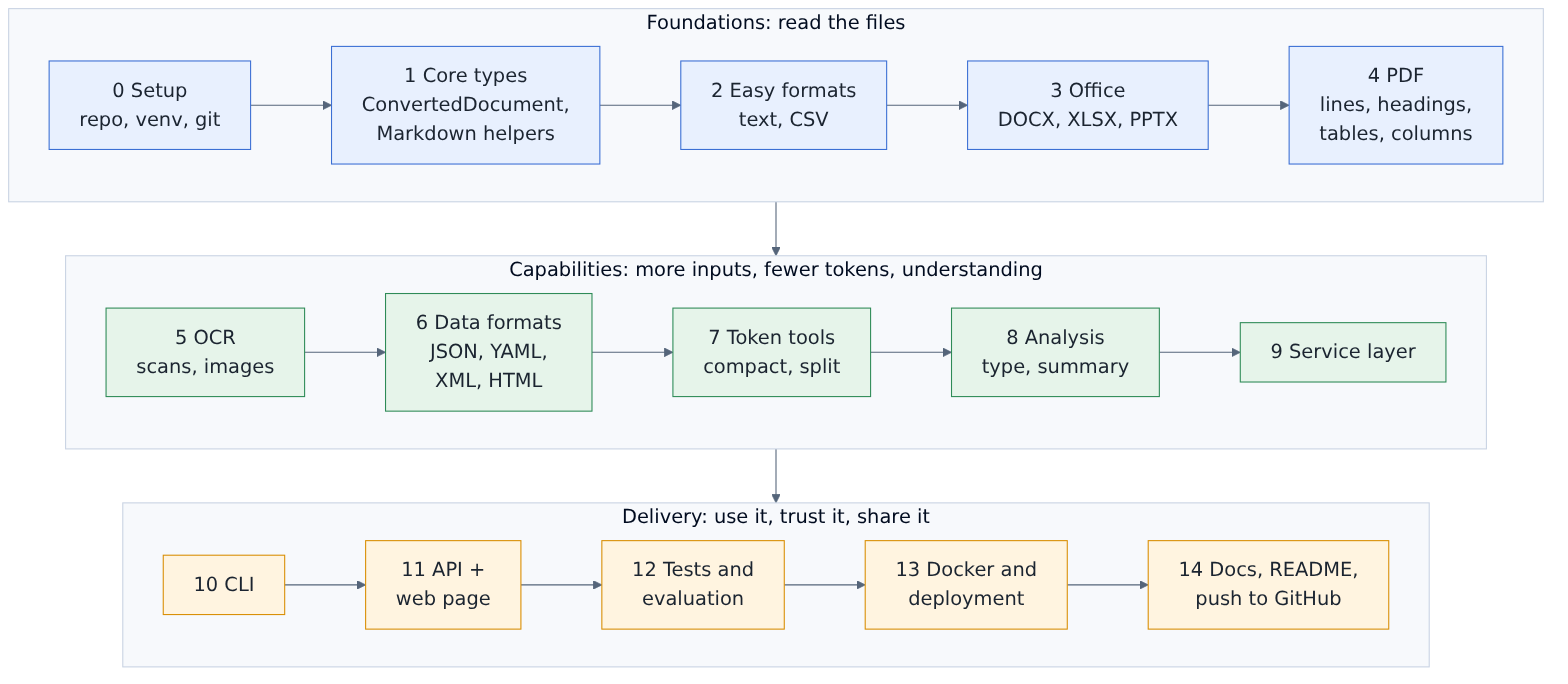 Foundations: read the files
0 Setup
repo, venv, git
1 Core types
ConvertedDocument,
Markdown helpers
2 Easy formats
text, CSV
3 Office
DOCX, XLSX, PPTX
4 PDF
lines, headings,
tables, columns
Capabilities: more inputs, fewer tokens, understanding
5 OCR
scans, images
6 Data formats
JSON, YAML,
XML, HTML
7 Token tools
compact, split
8 Analysis
type, summary
9 Service layer
Delivery: use it, trust it, share it
10 CLI
11 API +
web page
12 Tests and
evaluation
13 Docker and
deployment
14 Docs, README,
push to GitHub